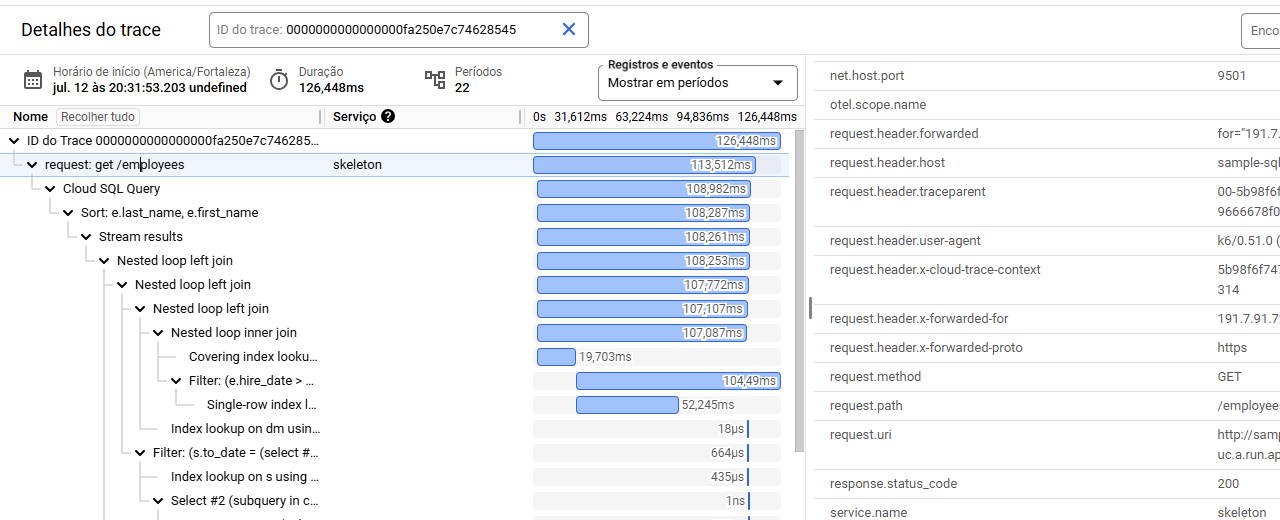 Detalhes do trace
ID do trace: 0000000000000000fa250e7c74628545
Enco
Horário de início (America/Fortaleza)
jul. 12 às 20:31:53.203 undefined
Duração
126,448ms
Períodos
22
Registros e eventos
Mostrar em períodos
Nome Recolher tudo Serviço 0s 31,612ms 63,224ms 94,836ms 126,448ms
ID do Trace 0000000000000000fa250e7c746285... 126,448ms
request: get /employees skeleton 113,512ms
Cloud SQL Query 108,982ms
Sort: e.last_name, e.first_name 108,287ms
Stream results 108,261ms
Nested loop left join 108,253ms
Nested loop left join 107,772ms
Nested loop left join 107,107ms
Nested loop inner join 107,087ms
Covering index looku... 19,703ms
Filter: (e.hire_date > ... 104,49ms
Single-row index l... 52,245ms
Index lookup on dm usin... 18µs
Filter: (s.to_date = (select #... 664µs
Index lookup on s using ... 435µs
Select #2 (subquery in c... 1ns
net.host.port 9501
otel.scope.name
request.header.forwarded for="191.7.
request.header.host sample-sql
request.header.traceparent 00-5b98f6f
9666678f0
request.header.user-agent k6/0.51.0 (
request.header.x-cloud-trace-context 5b98f6f747
314
request.header.x-forwarded-for 191.7.91.7
request.header.x-forwarded-proto https
request.method GET
request.path /employee
request.uri http://samp
uc.a.run.ap
response.status_code 200
service.name skeleton